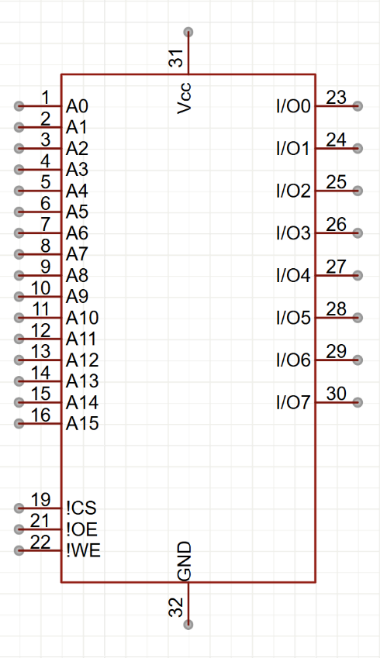 31
Vcc
1 A0
2 A1
3 A2
4 A3
5 A4
6 A5
7 A6
8 A7
9 A8
10 A9
11 A10
12 A11
13 A12
14 A13
15 A14
16 A15
19 !CS
21 !OE
22 !WE
I/O0 23
I/O1 24
I/O2 25
I/O3 26
I/O4 27
I/O5 28
I/O6 29
I/O7 30
GND
32